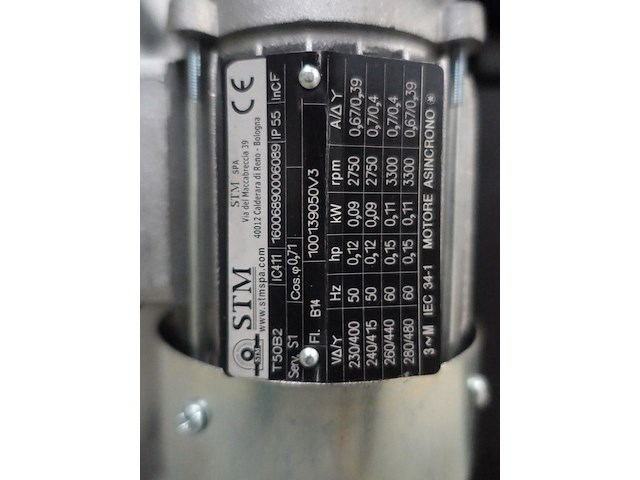 STM
STM
www.stmspa.com
STM SPA
Via del Maccabreccia 39
40012 Calderara di Reno - Bologna
CE
T50B2 IC411 16006890006089 IP 55 InCF
Serv. S1 Cos.φ 0,71
Fl. B14 100139050V3
V∆/Y Hz hp kW rpm A/∆ Y
230/400 50 0,12 0,09 2750 0,67/0,39
240/415 50 0,12 0,09 2750 0,7/0,4
260/440 60 0,15 0,11 3300 0,7/0,4
280/480 60 0,15 0,11 3300 0,67/0,39
3~M IEC 34-1 MOTORE ASINCRONO